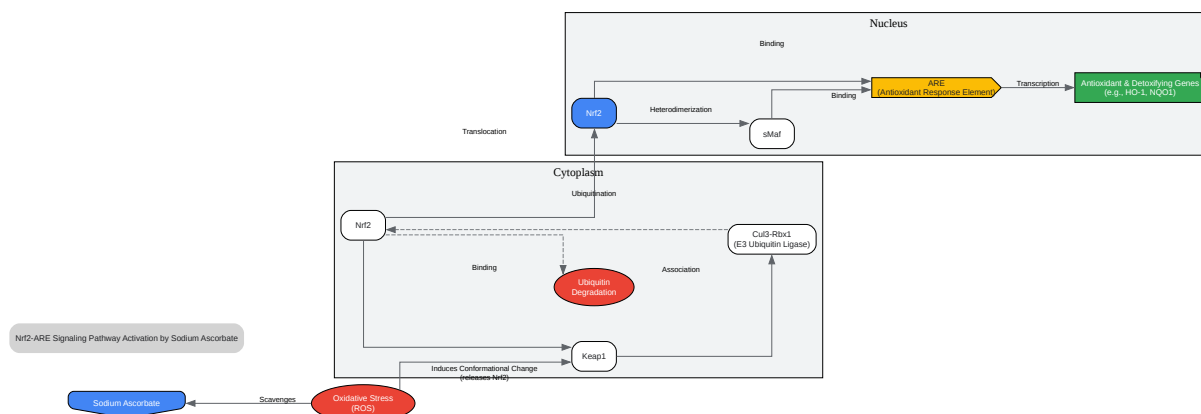 Nucleus
Binding
ARE
(Antioxidant Response Element)
Transcription
Antioxidant & Detoxifying Genes
(e.g., HO-1, NQO1)
Binding
Nrf2
Heterodimerization
sMaf
Translocation
Cytoplasm
Ubiquitination
Nrf2
Cul3-Rbx1
(E3 Ubiquitin Ligase)
Binding
Association
Ubiquitin
Degradation
Nrf2-ARE Signaling Pathway Activation by Sodium Ascorbate
Keap1
Induces Conformational Change
(releases Nrf2)
Sodium Ascorbate
Scavenges
Oxidative Stress
(ROS)